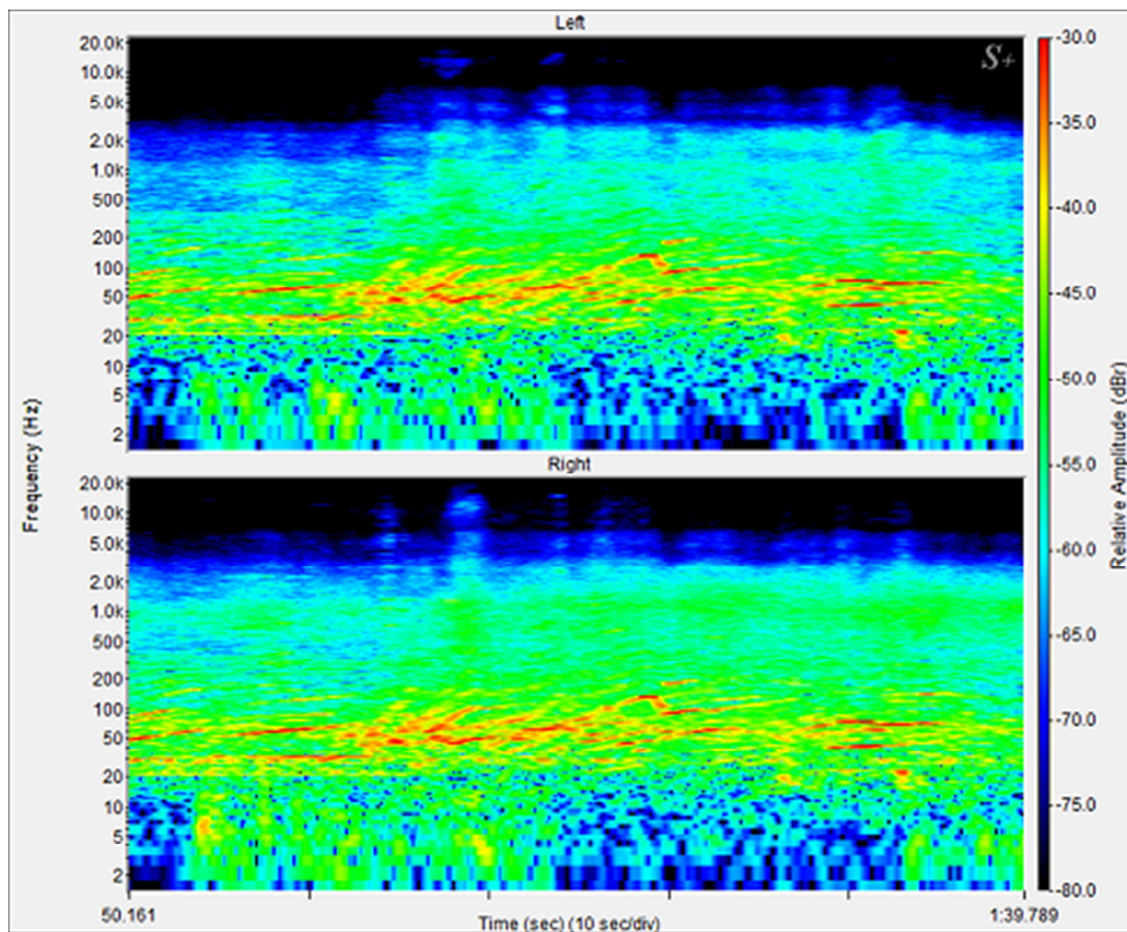 Left
20.0k
10.0k
5.0k
2.0k
1.0k
500
200
100
50
20
10
5
2
S+
-30.0
-35.0
-40.0
-45.0
-50.0
-55.0
-60.0
-65.0
-70.0
-75.0
-80.0
Relative Amplitude (dBr)
Frequency (Hz)
Right
20.0k
10.0k
5.0k
2.0k
1.0k
500
200
100
50
20
10
5
2
50.161
Time (sec) (10 sec/div)
1:39.789